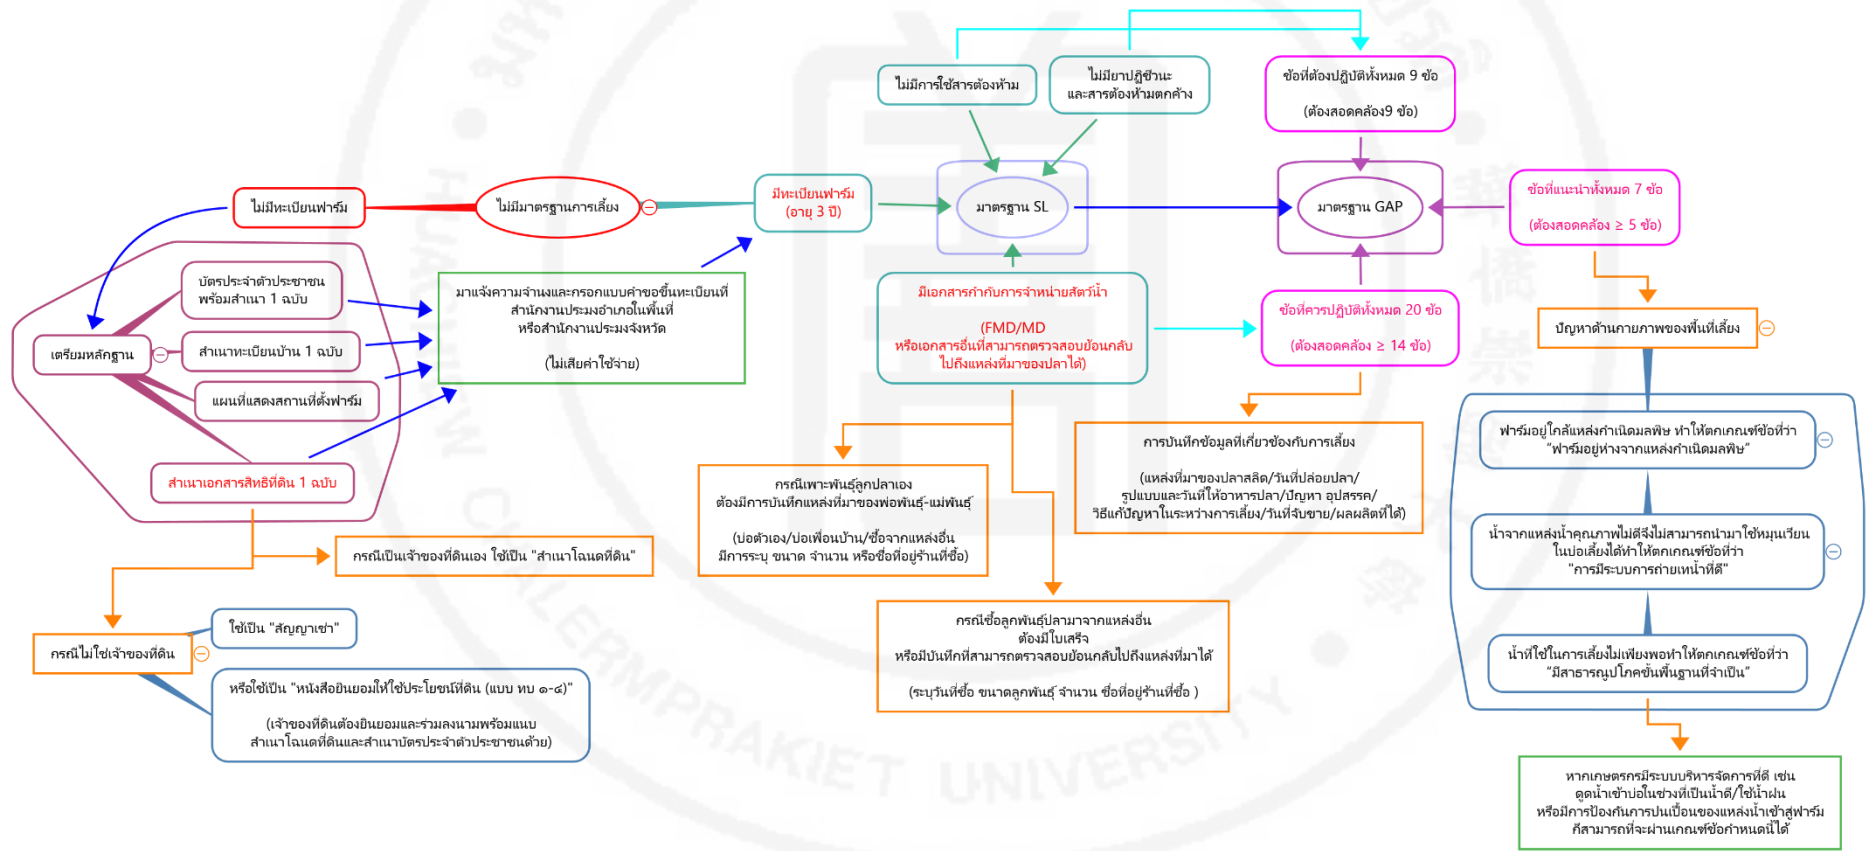 ไม่มีการใช้สารต้องห้าม
ไม่มียาปฏิชีวนะ
และสารต้องห้ามตกค้าง
ข้อที่ต้องปฏิบัติทั้งหมด 9 ข้อ
(ต้องสอดคล้อง9 ข้อ)
ไม่มีทะเบียนฟาร์ม
ไม่มีมาตรฐานการเลี้ยง
มีทะเบียนฟาร์ม
(อายุ 3 ปี)
มาตรฐาน SL
มาตรฐาน GAP
ข้อที่แนะนำทั้งหมด 7 ข้อ
(ต้องสอดคล้อง ≥ 5 ข้อ)
เตรียมหลักฐาน
บัตรประจำตัวประชาชน
พร้อมสำเนา 1 ฉบับ
สำเนาทะเบียนบ้าน 1 ฉบับ
แผนที่แสดงสถานที่ตั้งฟาร์ม
สำเนาเอกสารสิทธิที่ดิน 1 ฉบับ
มาแจ้งความจำนงและกรอกแบบคำขอขึ้นทะเบียนที่
สำนักงานประมงอำเภอในพื้นที่
หรือสำนักงานประมงจังหวัด
(ไม่เสียค่าใช้จ่าย)
มีเอกสารกำกับการจำหน่ายสัตว์น้ำ
(FMD/MD
หรือเอกสารอื่นที่สามารถตรวจสอบย้อนกลับ
ไปถึงแหล่งที่มาของปลาได้)
ข้อที่ควรปฏิบัติทั้งหมด 20 ข้อ
(ต้องสอดคล้อง ≥ 14 ข้อ)
ปัญหาด้านกายภาพของพื้นที่เลี้ยง
ฟาร์มอยู่ใกล้แหล่งกำเนิดมลพิษ ทำให้ตกเกณฑ์ข้อที่ว่า
“ฟาร์มอยู่ห่างจากแหล่งกำเนิดมลพิษ”
น้ำจากแหล่งน้ำคุณภาพไม่ดีจึงไม่สามารถนำมาใช้หมุนเวียน
ในบ่อเลี้ยงได้ทำให้ตกเกณฑ์ข้อที่ว่า
"การมีระบบการถ่ายเทน้ำที่ดี"
น้ำที่ใช้ในการเลี้ยงไม่เพียงพอทำให้ตกเกณฑ์ข้อที่ว่า
“มีสาธารณูปโภคขั้นพื้นฐานที่จำเป็น”
หากเกษตรกรมีระบบบริหารจัดการที่ดี เช่น
ดูดน้ำเข้าบ่อในช่วงที่เป็นน้ำดี/ใช้น้ำฝน
หรือมีการป้องกันการปนเปื้อนของแหล่งน้ำเข้าสู่ฟาร์ม
ก็สามารถที่จะผ่านเกณฑ์ข้อกำหนดนี้ได้
การบันทึกข้อมูลที่เกี่ยวข้องกับการเลี้ยง
(แหล่งที่มาของปลาสลิด/วันที่ปล่อยปลา/
รูปแบบและวันที่ให้อาหารปลา/ปัญหา อุปสรรค/
วิธีแก้ปัญหาในระหว่างการเลี้ยง/วันที่จับขาย/ผลผลิตที่ได้)
กรณีเพาะพันธุ์ลูกปลาเอง
ต้องมีการบันทึกแหล่งที่มาของพ่อพันธุ์-แม่พันธุ์
(บ่อตัวเอง/บ่อเพื่อนบ้าน/ซื้อจากแหล่งอื่น
มีการระบุ ขนาด จำนวน หรือชื่อที่อยู่ร้านที่ซื้อ)
กรณีซื้อลูกพันธุ์ปลามาจากแหล่งอื่น
ต้องมีใบเสร็จ
หรือมีบันทึกที่สามารถตรวจสอบย้อนกลับไปถึงแหล่งที่มาได้
(ระบุวันที่ซื้อ ขนาดลูกพันธุ์ จำนวน ชื่อที่อยู่ร้านที่ซื้อ )
กรณีเป็นเจ้าของที่ดินเอง ใช้เป็น "สำเนาโฉนดที่ดิน"
กรณีไม่ใช่เจ้าของที่ดิน
ใช้เป็น "สัญญาเช่า"
หรือใช้เป็น "หนังสือยินยอมให้ใช้ประโยชน์ที่ดิน (แบบ ทบ ๑-๔)"
(เจ้าของที่ดินต้องยินยอมและร่วมลงนามพร้อมแนบ
สำเนาโฉนดที่ดินและสำเนาบัตรประจำตัวประชาชนด้วย)
HUACHIEW CHALERMPRAKIET UNIVERSITY